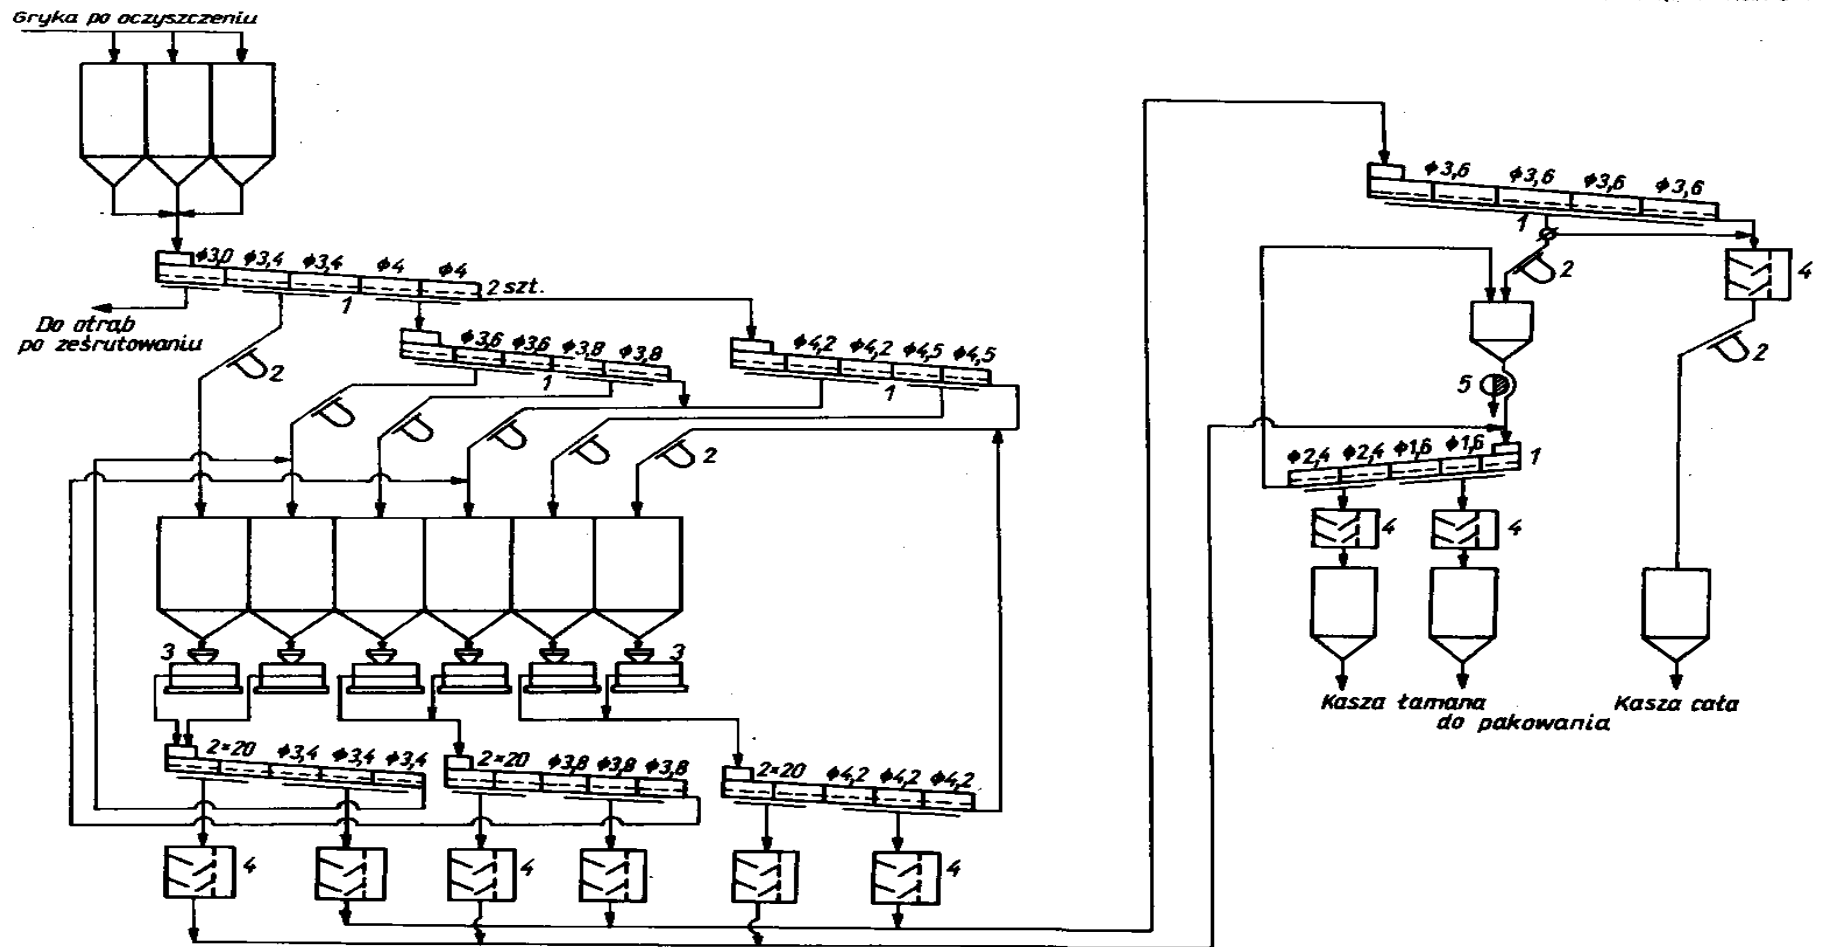 Gryka po oczyszczeniu
φ3,0 φ3,4 φ3,4 φ4 φ4
2 szt.
1
Do otrąb
po ześrutowaniu
2
φ3,6 φ3,6 φ3,8 φ3,8
1
φ4,2 φ4,2 φ4,5 φ4,5
1
2
3
3
2×20 φ3,4 φ3,4 φ3,4
2×20 φ3,8 φ3,8 φ3,8
2×20 φ4,2 φ4,2 φ4,2
4
4
4
φ3,6 φ3,6 φ3,6 φ3,6
1
2
4
2
5
φ2,4 φ2,4 φ1,6 φ1,6
1
4
4
Kasza łamana
do pakowania
Kasza cała